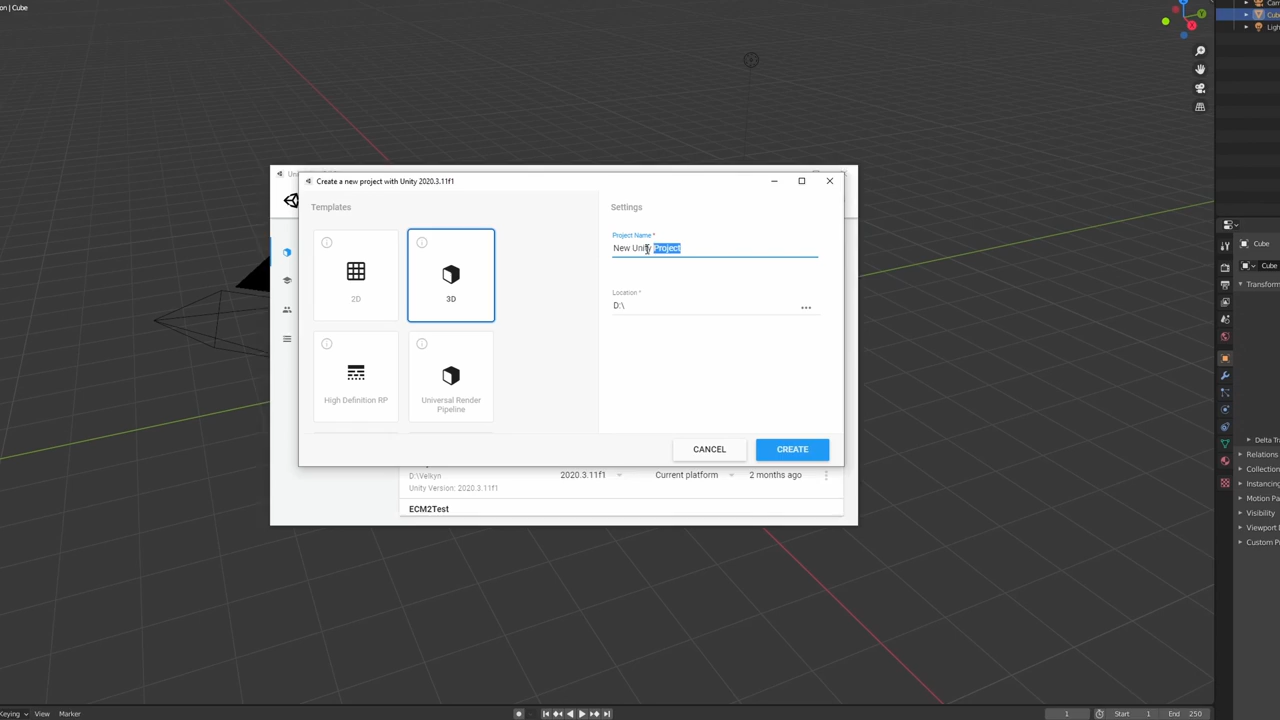 on | Cube
Create a new project with Unity 2020.3.11f1
Templates
Settings
Project Name *
New Unity Project
2D
3D
Location *
D:\
High Definition RP
Universal Render
Pipeline
CANCEL
CREATE
D:\Velkyn
2020.3.11f1
Current platform
2 months ago
Unity Version: 2020.3.11f1
ECM2Test
Cube
Cube
Transform
Delta Tra
Relations
Collection
Instancing
Motion Pa
Visibility
Viewport
Custom P
Keying
View
Marker
1
Start 1
End 250